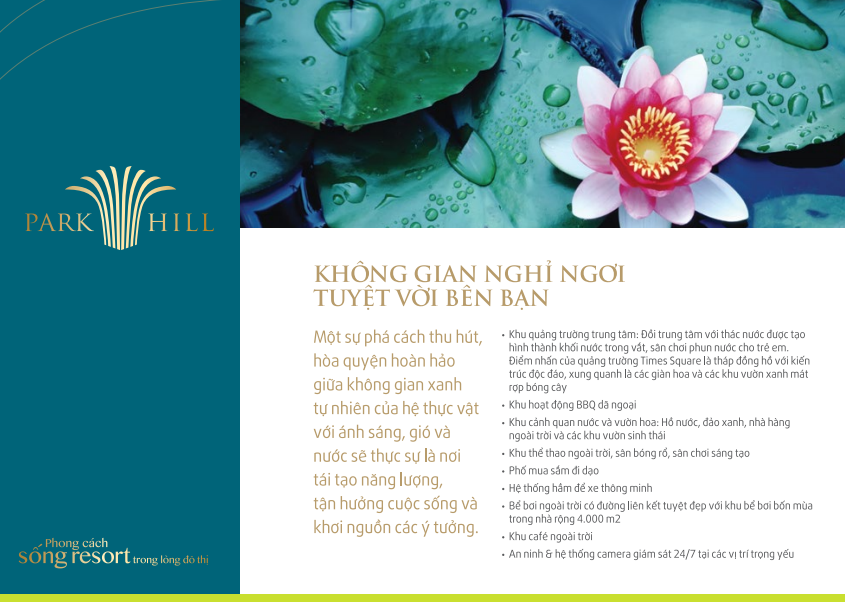 PARK HILL
Phong cách
sống resort trong lòng đô thị
KHÔNG GIAN NGHỈ NGƠI
TUYỆT VỜI BÊN BẠN
Một sự phá cách thu hút,
hòa quyện hoàn hảo
giữa không gian xanh
tự nhiên của hệ thực vật
với ánh sáng, gió và
nước sẽ thực sự là nơi
tái tạo năng lượng,
tận hưởng cuộc sống và
khơi nguồn các ý tưởng.
• Khu quảng trường trung tâm: Đồi trung tâm với thác nước được tạo
hình thành khối nước trong vắt, sân chơi phun nước cho trẻ em.
Điểm nhấn của quảng trường Times Square là tháp đồng hồ với kiến
trúc độc đáo, xung quanh là các giàn hoa và các khu vườn xanh mát
rợp bóng cây
• Khu hoạt động BBQ dã ngoại
• Khu cảnh quan nước và vườn hoa: Hồ nước, đảo xanh, nhà hàng
ngoài trời và các khu vườn sinh thái
• Khu thể thao ngoài trời, sân bóng rổ, sân chơi sáng tạo
• Phố mua sắm đi dạo
• Hệ thống hầm để xe thông minh
• Bể bơi ngoài trời có đường liên kết tuyệt đẹp với khu bể bơi bốn mùa
trong nhà rộng 4.000 m2
• Khu café ngoài trời
• An ninh & hệ thống camera giám sát 24/7 tại các vị trí trọng yếu